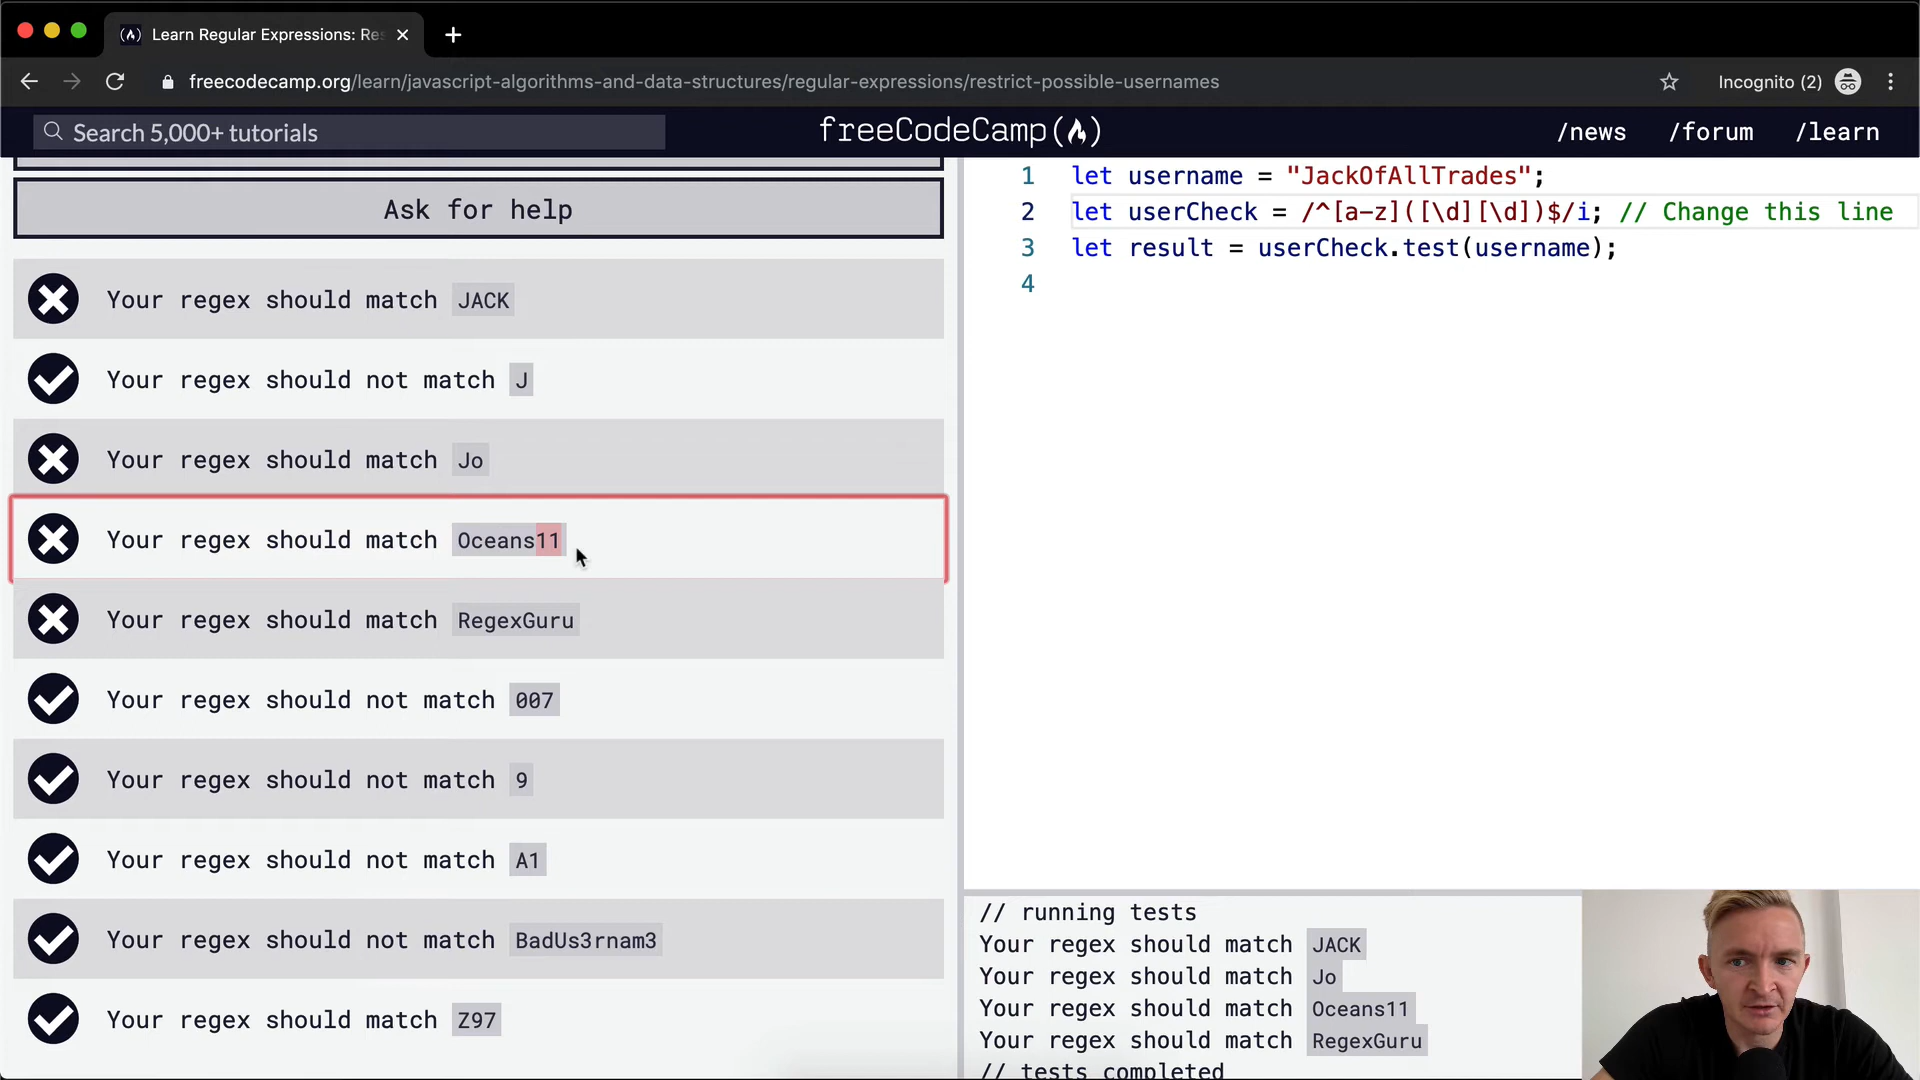 Learn Regular Expressions: Res
freecodecamp.org/learn/javascript-algorithms-and-data-structures/regular-expressions/restrict-possible-usernames
Incognito (2)
Search 5,000+ tutorials
freeCodeCamp
/news /forum /learn
Ask for help
Your regex should match JACK
Your regex should not match J
Your regex should match Jo
Your regex should match Oceans11
Your regex should match RegexGuru
Your regex should not match 007
Your regex should not match 9
Your regex should not match A1
Your regex should not match BadUs3rnam3
Your regex should match Z97
1 let username = "JackOfAllTrades";
2 let userCheck = /^[a-z]([\d][\d])$/i; // Change this line
3 let result = userCheck.test(username);
4
// running tests
Your regex should match JACK
Your regex should match Jo
Your regex should match Oceans11
Your regex should match RegexGuru
// tests completed